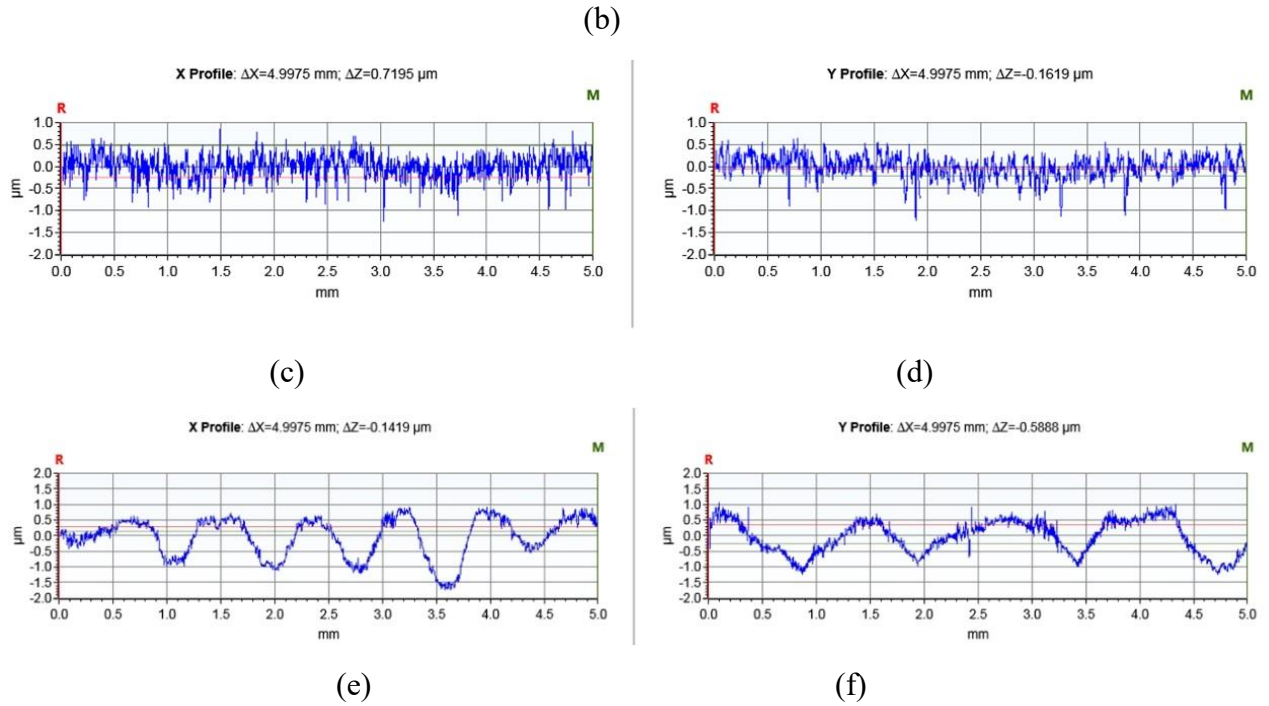 (b)
X Profile: ΔX=4.9975 mm; ΔZ=0.7195 µm
R
M
1.0
0.5
0.0
-0.5
-1.0
-1.5
-2.0
µm
0.0 0.5 1.0 1.5 2.0 2.5 3.0 3.5 4.0 4.5 5.0
mm
Y Profile: ΔX=4.9975 mm; ΔZ=-0.1619 µm
R
M
1.0
0.5
0.0
-0.5
-1.0
-1.5
-2.0
µm
0.0 0.5 1.0 1.5 2.0 2.5 3.0 3.5 4.0 4.5 5.0
mm
(c) (d)
X Profile: ΔX=4.9975 mm; ΔZ=-0.1419 µm
R
M
2.0
1.5
1.0
0.5
0.0
-0.5
-1.0
-1.5
-2.0
µm
0.0 0.5 1.0 1.5 2.0 2.5 3.0 3.5 4.0 4.5 5.0
mm
Y Profile: ΔX=4.9975 mm; ΔZ=-0.5888 µm
R
M
2.0
1.5
1.0
0.5
0.0
-0.5
-1.0
-1.5
-2.0
µm
0.0 0.5 1.0 1.5 2.0 2.5 3.0 3.5 4.0 4.5 5.0
mm
(e) (f)